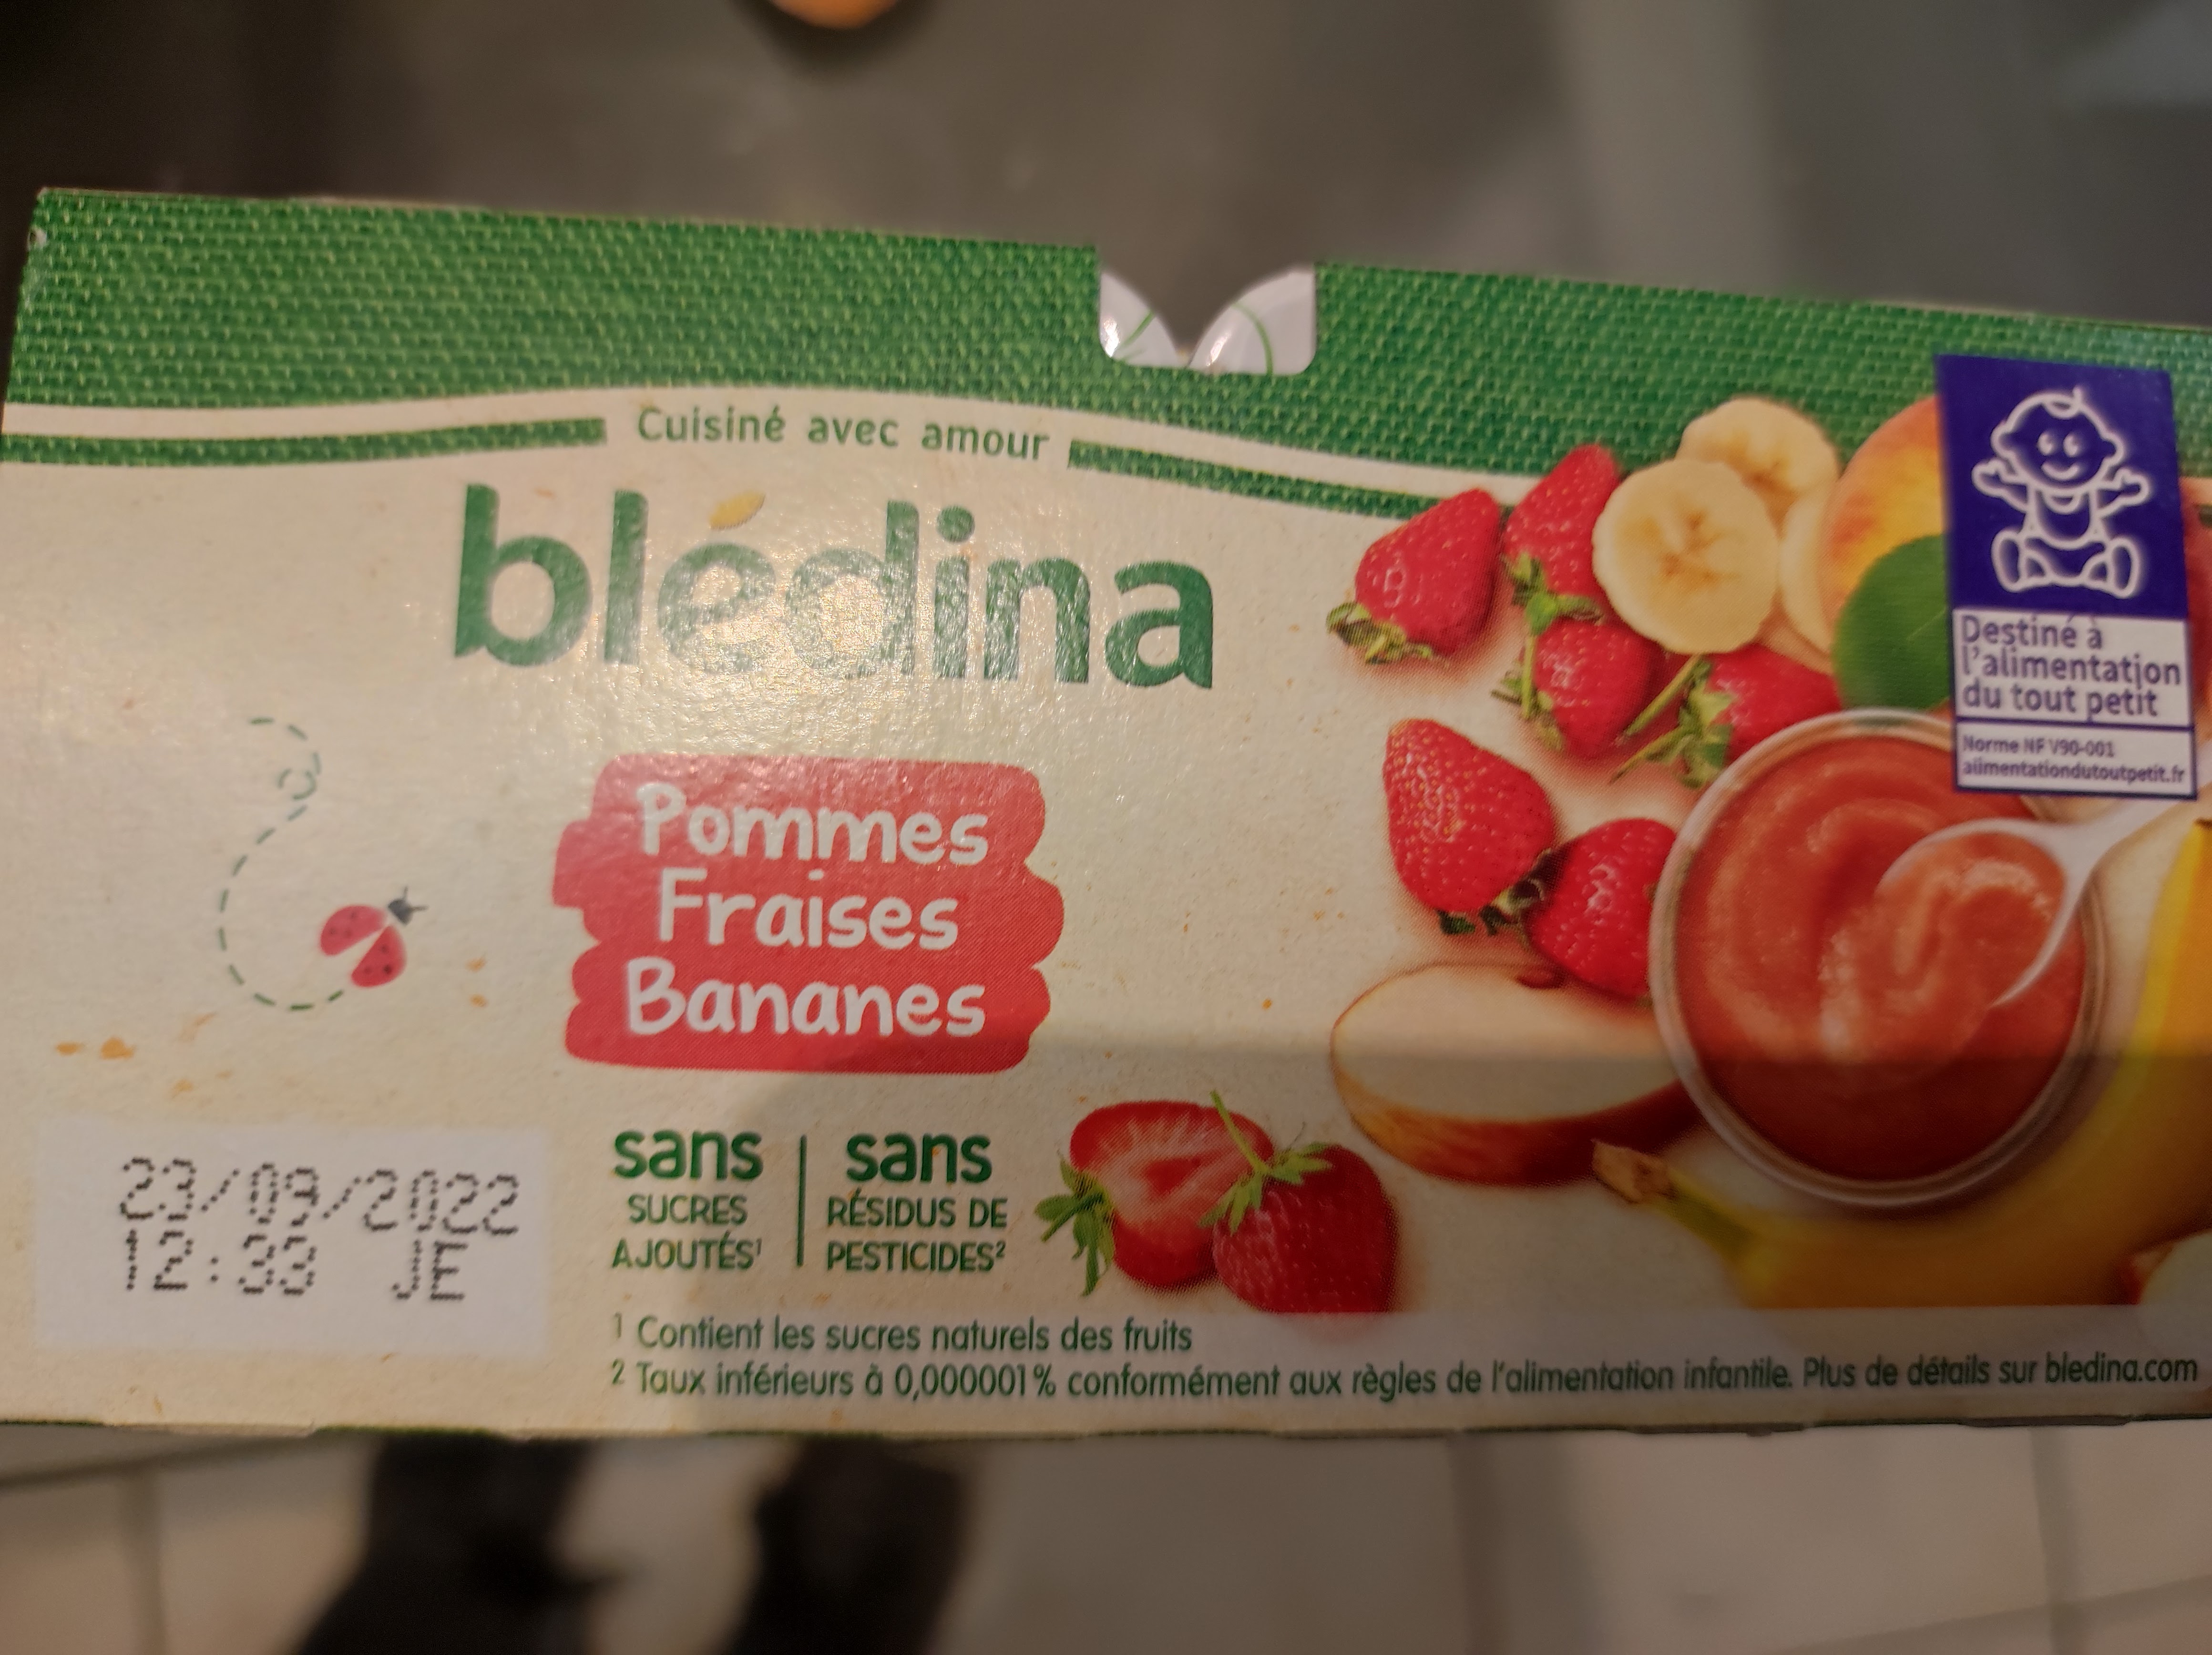 Cuisiné avec amour
blédina
Pommes
Fraises
Bananes
Destiné à
l'alimentation
du tout petit
Norme NF V90-001
alimentationdutoutpetit.fr
23/09/2022
12:33 JE
sans
SUCRES
AJOUTÉS¹
sans
RÉSIDUS DE
PESTICIDES²
¹ Contient les sucres naturels des fruits
² Taux inférieurs à 0,000001% conformément aux règles de l'alimentation infantile. Plus de détails sur bledina.com